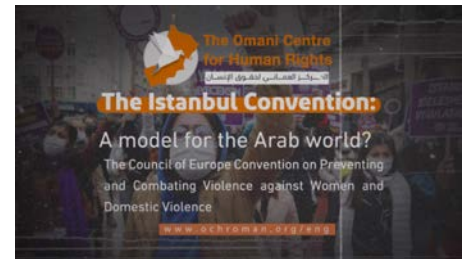 The Omani Centre
for Human Rights
المركز العماني لحقوق الإنسان
The Istanbul Convention:
A model for the Arab world?
The Council of Europe Convention on Preventing
and Combating Violence against Women and
Domestic Violence
www.ochroman.org/eng